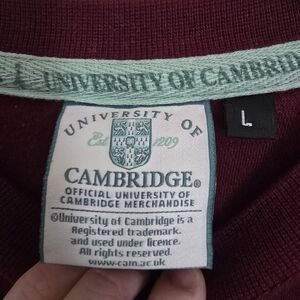 UNIVERSITY OF CAMBRID
L
UNIVERSITY OF
Est 1209
CAMBRIDGE®
OFFICIAL UNIVERSITY OF
CAMBRIDGE MERCHANDISE
©University of Cambridge is a
Registered trademark.
and used under licence.
All rights reserved.
www.cam.ac.uk